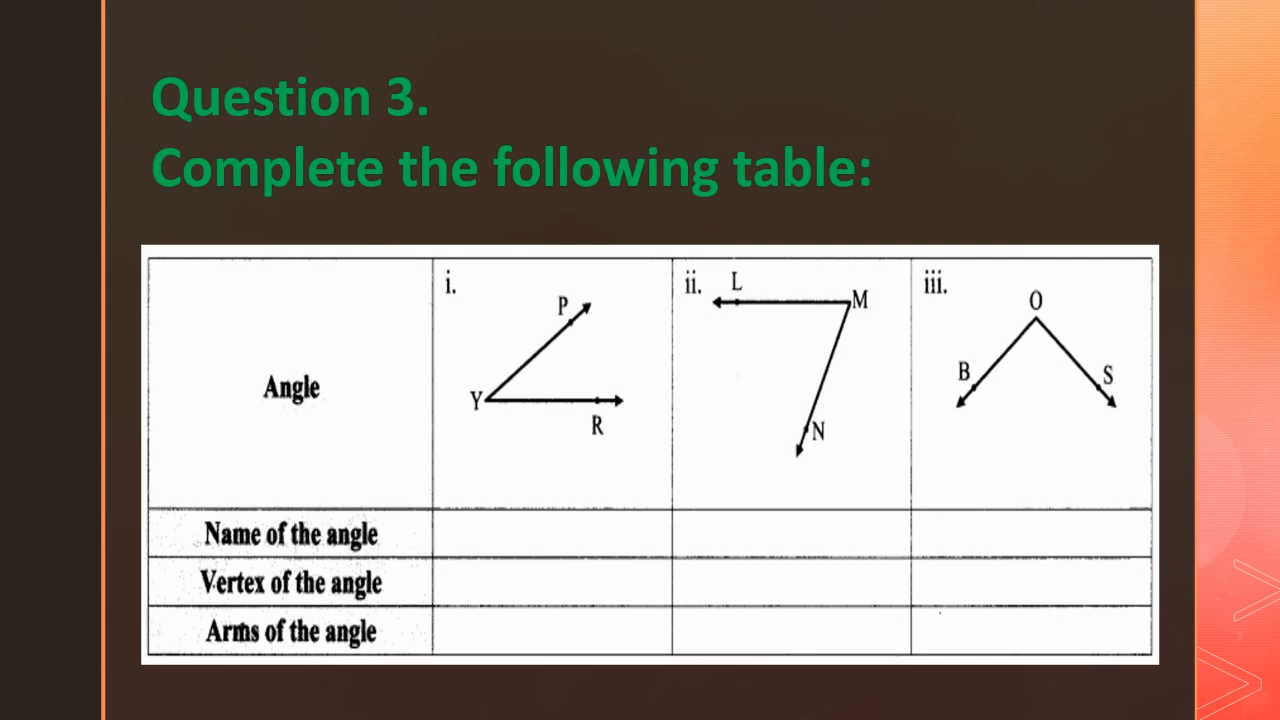 Question 3.
Complete the following table:
Angle
i.
P
Y
R
ii.
L
M
N
iii.
O
B
S
Name of the angle
Vertex of the angle
Arms of the angle